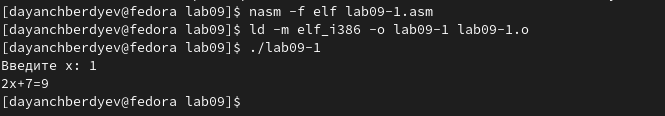 [dayanchberdyev@fedora lab09]$ nasm -f elf lab09-1.asm
[dayanchberdyev@fedora lab09]$ ld -m elf_i386 -o lab09-1 lab09-1.o
[dayanchberdyev@fedora lab09]$ ./lab09-1
Введите x: 1
2x+7=9
[dayanchberdyev@fedora lab09]$